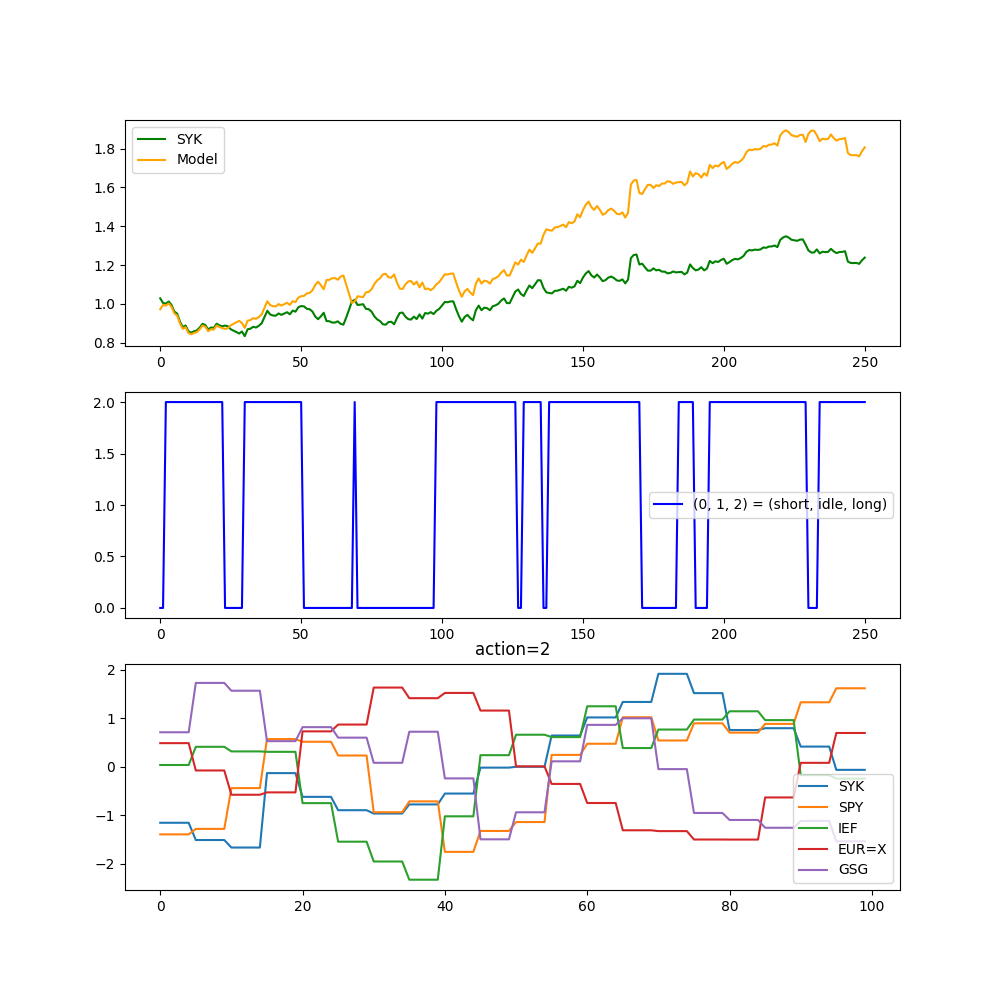 SYK
Model
1.8
1.6
1.4
1.2
1.0
0.8
0 50 100 150 200 250
2.0
1.5
1.0
0.5
0.0
(0, 1, 2) = (short, idle, long)
0 50 100 150 200 250
action=2
2
1
0
−1
−2
SYK
SPY
IEF
EUR=X
GSG
0 20 40 60 80 100